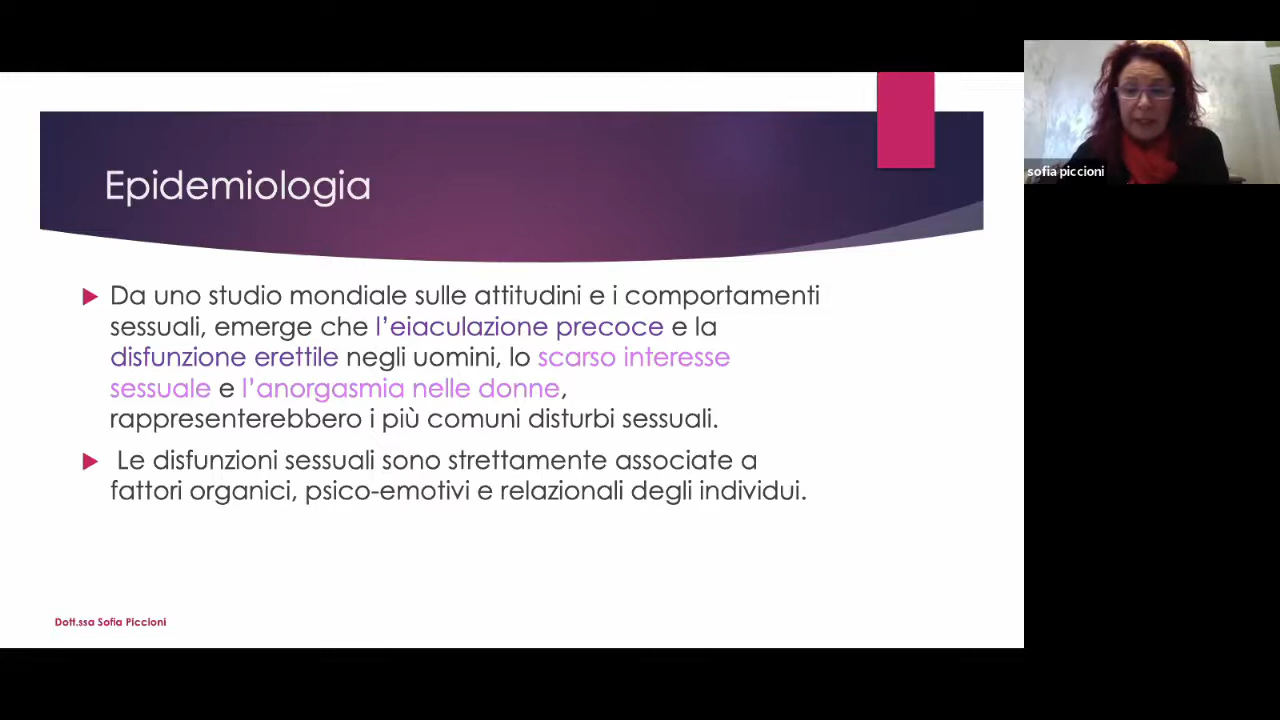 Epidemiologia
Da uno studio mondiale sulle attitudini e i comportamenti
sessuali, emerge che l'eiaculazione precoce e la
disfunzione erettile negli uomini, lo scarso interesse
sessuale e l'anorgasmia nelle donne,
rappresenterebbero i più comuni disturbi sessuali.
Le disfunzioni sessuali sono strettamente associate a
fattori organici, psico-emotivi e relazionali degli individui.
Dott.ssa Sofia Piccioni
sofia piccioni